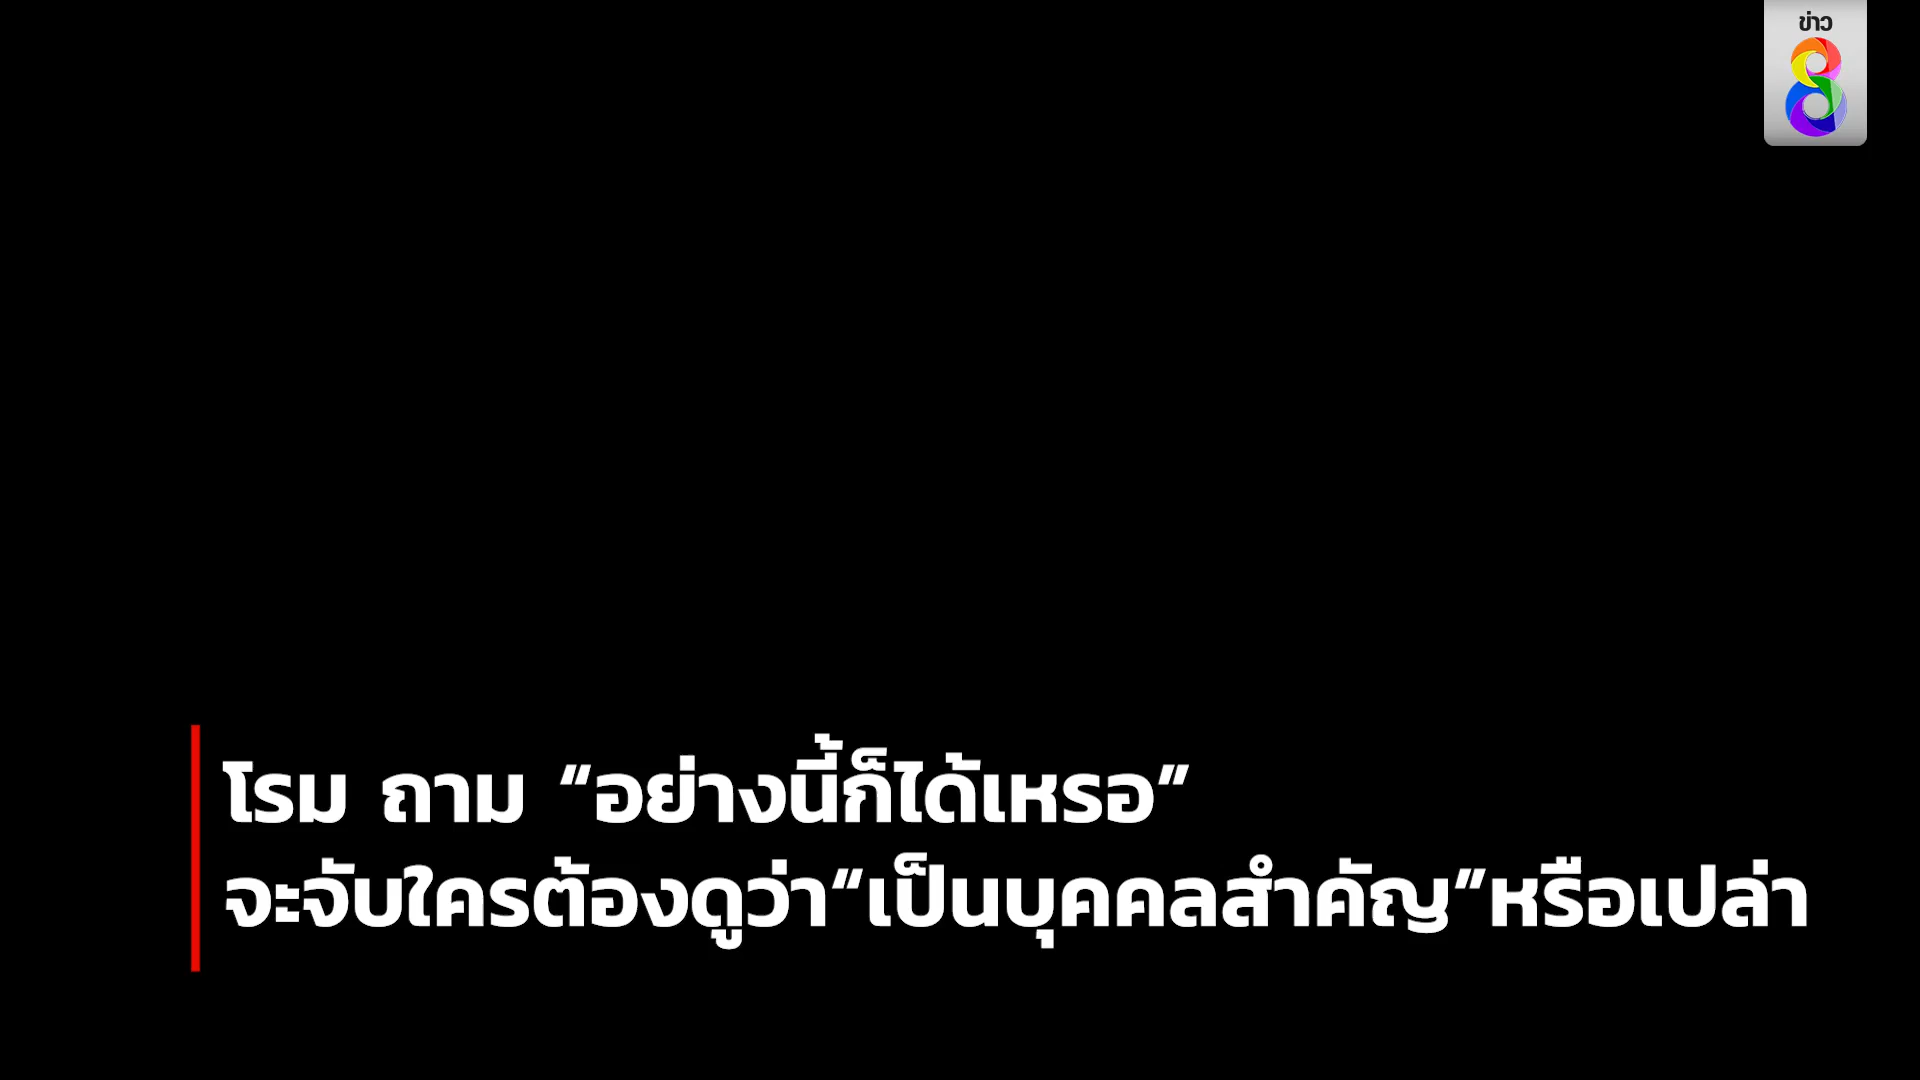 ข่าว
8
โรม ถาม “อย่างนี้ก็ได้เหรอ”
จะจับใครต้องดูว่า“เป็นบุคคลสำคัญ”หรือเปล่า